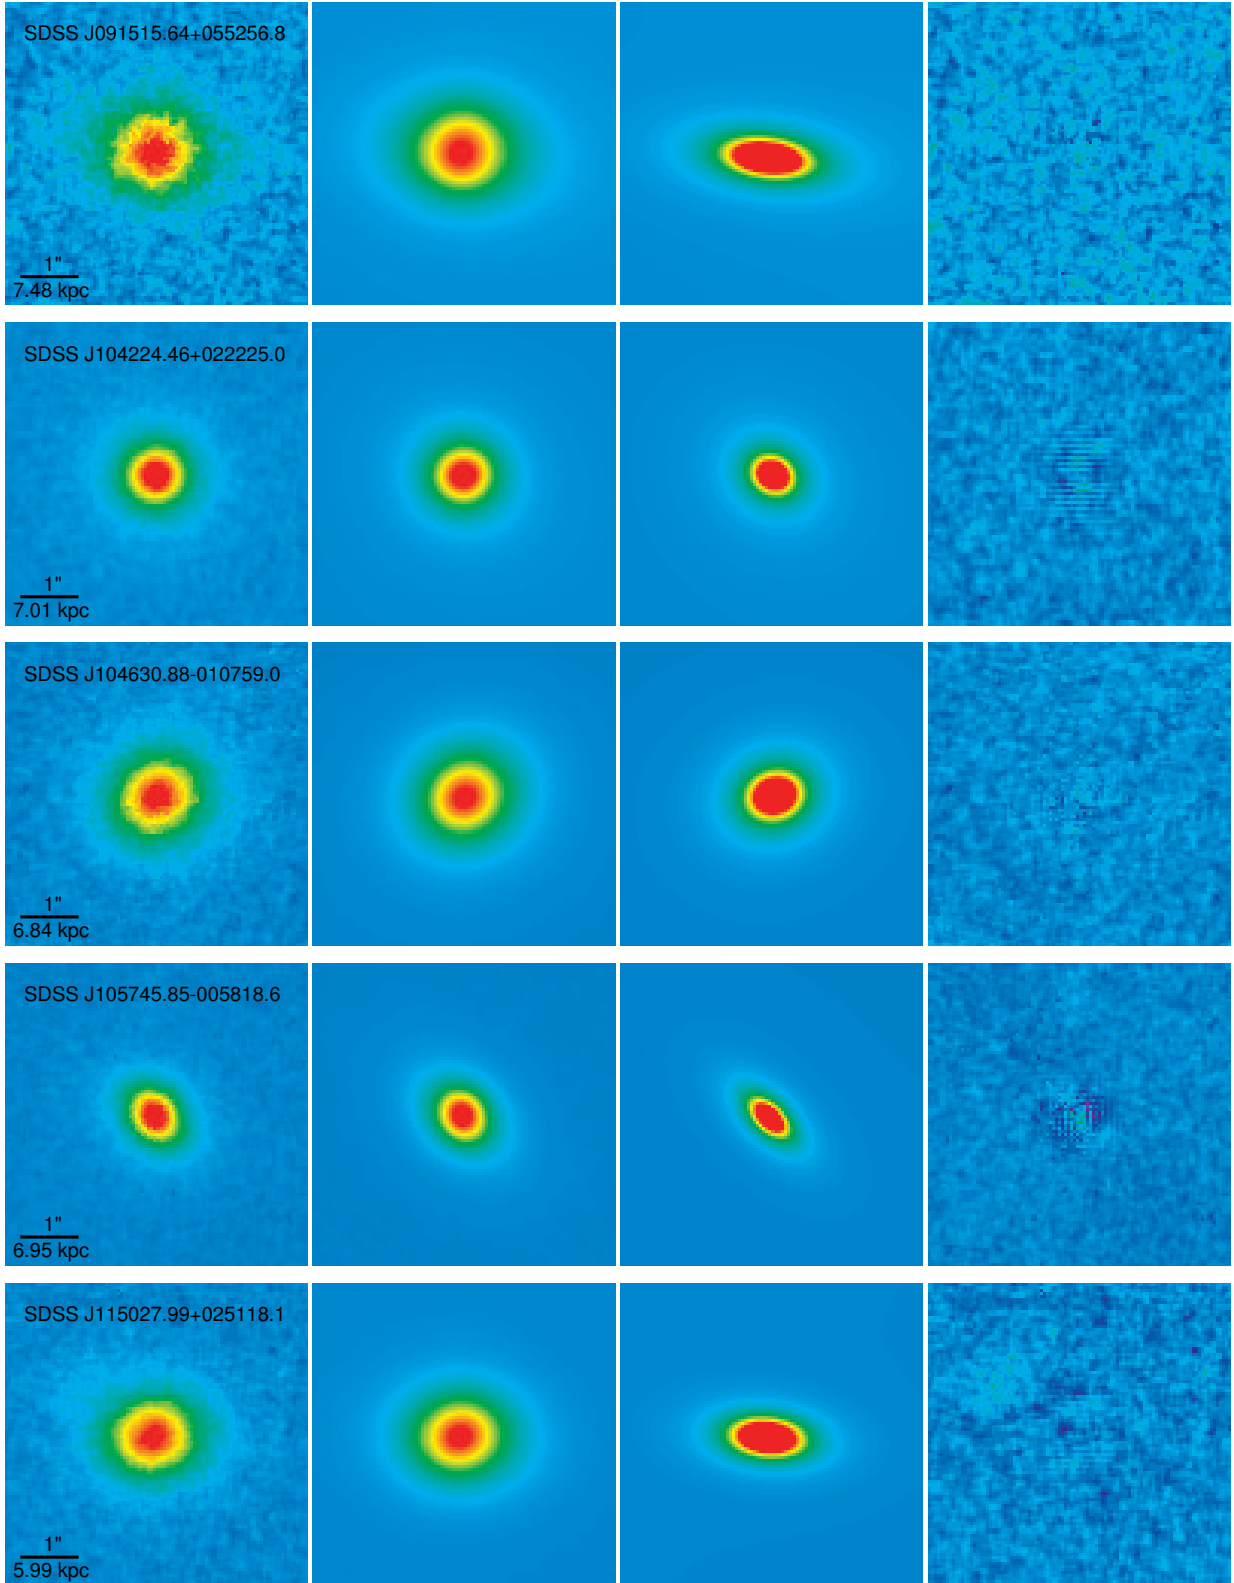 SDSS J091515.64+055256.8
1"
7.48 kpc
SDSS J104224.46+022225.0
1"
7.01 kpc
SDSS J104630.88-010759.0
1"
6.84 kpc
SDSS J105745.85-005818.6
1"
6.95 kpc
SDSS J115027.99+025118.1
1"
5.99 kpc